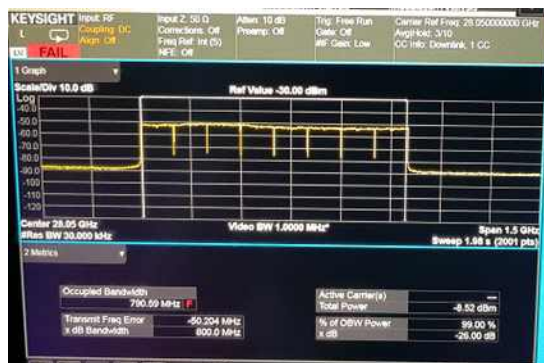 KEYSIGHT Input: RF Input Z: 50 Ω Atten: 10 dB Trig: Free Run Carrier Ref Freq: 28.050000000 GHz
L Coupling: DC Corrections: Off Preamp: Off Gate: Off Avg|Hold: 3/10
Align: Off Freq Ref: Int (S) #IF Gain: Low CC Info: Downlink, 1 CC
FAIL NFE: Off
1 Graph
Scale/Div 10.0 dB Ref Value -30.00 dBm
Log
-40.0
-50.0
-60.0
-70.0
-80.0
-90.0
-100
-110
-120
Center 28.05 GHz Video BW 1.0000 MHz* Span 1.5 GHz
#Res BW 30.000 kHz Sweep 1.98 s (2001 pts)
2 Metrics
Occupied Bandwidth Active Carrier(s) ---
790.59 MHz F Total Power -8.52 dBm
Transmit Freq Error -50.204 MHz % of OBW Power 99.00 %
x dB Bandwidth 800.0 MHz x dB -26.00 dB